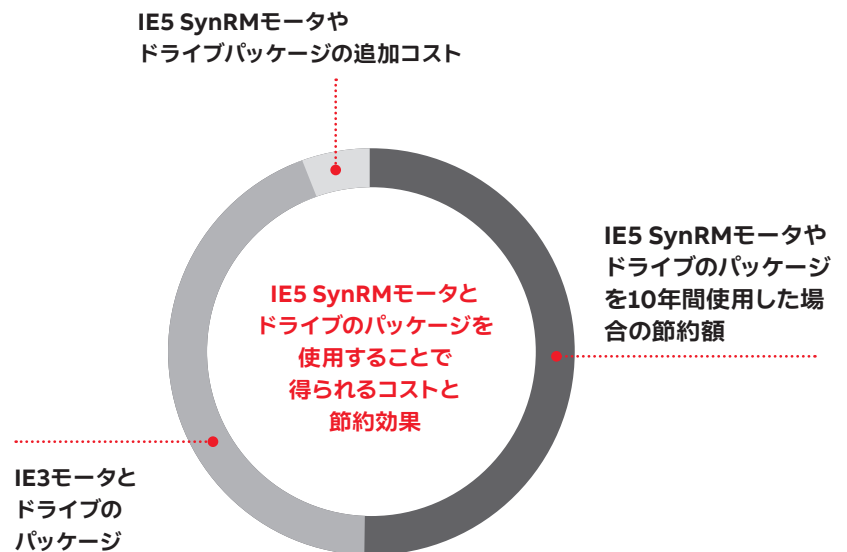 IE5 SynRMモータや
ドライブパッケージの追加コスト
IE5 SynRMモータや
ドライブのパッケージ
を10年間使用した場
合の節約額
IE5 SynRMモータと
ドライブのパッケージを
使用することで
得られるコストと
節約効果
IE3モータと
ドライブの
パッケージ